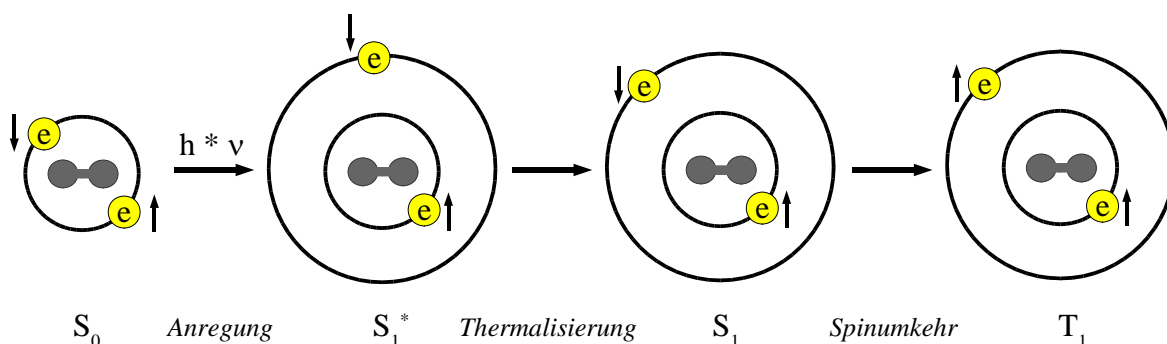 h * ν
e e e e e e e e
S₀ Anregung S₁* Thermalisierung S₁ Spinumkehr T₁